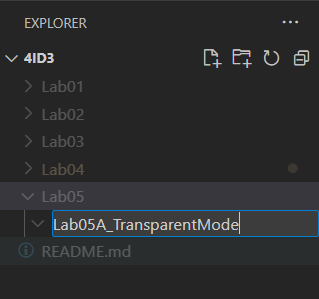 EXPLORER
4ID3
Lab01
Lab02
Lab03
Lab04
Lab05
Lab05A_TransparentMode
README.md